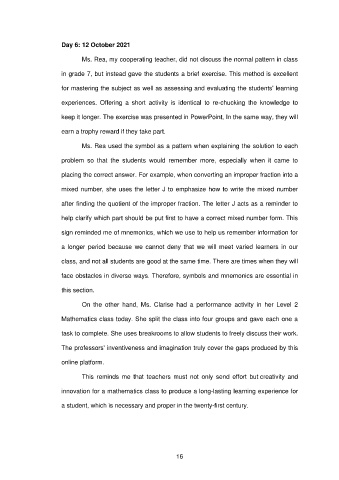 Day 6: 12 October 2021
Ms. Rea, my cooperating teacher, did not discuss the normal pattern in class
in grade 7, but instead gave the students a brief exercise. This method is excellent
for mastering the subject as well as assessing and evaluating the students' learning
experiences. Offering a short activity is identical to re-chucking the knowledge to
keep it longer. The exercise was presented in PowerPoint, In the same way, they will
earn a trophy reward if they take part.
Ms. Rea used the symbol as a pattern when explaining the solution to each
problem so that the students would remember more, especially when it came to
placing the correct answer. For example, when converting an improper fraction into a
mixed number, she uses the letter J to emphasize how to write the mixed number
after finding the quotient of the improper fraction. The letter J acts as a reminder to
help clarify which part should be put first to have a correct mixed number form. This
sign reminded me of mnemonics, which we use to help us remember information for
a longer period because we cannot deny that we will meet varied learners in our
class, and not all students are good at the same time. There are times when they will
face obstacles in diverse ways. Therefore, symbols and mnemonics are essential in
this section.
On the other hand, Ms. Clarise had a performance activity in her Level 2
Mathematics class today. She split the class into four groups and gave each one a
task to complete. She uses breakrooms to allow students to freely discuss their work.
The professors' inventiveness and imagination truly cover the gaps produced by this
online platform.
This reminds me that teachers must not only send effort but creativity and
innovation for a mathematics class to produce a long-lasting learning experience for
a student, which is necessary and proper in the twenty-first century.
16